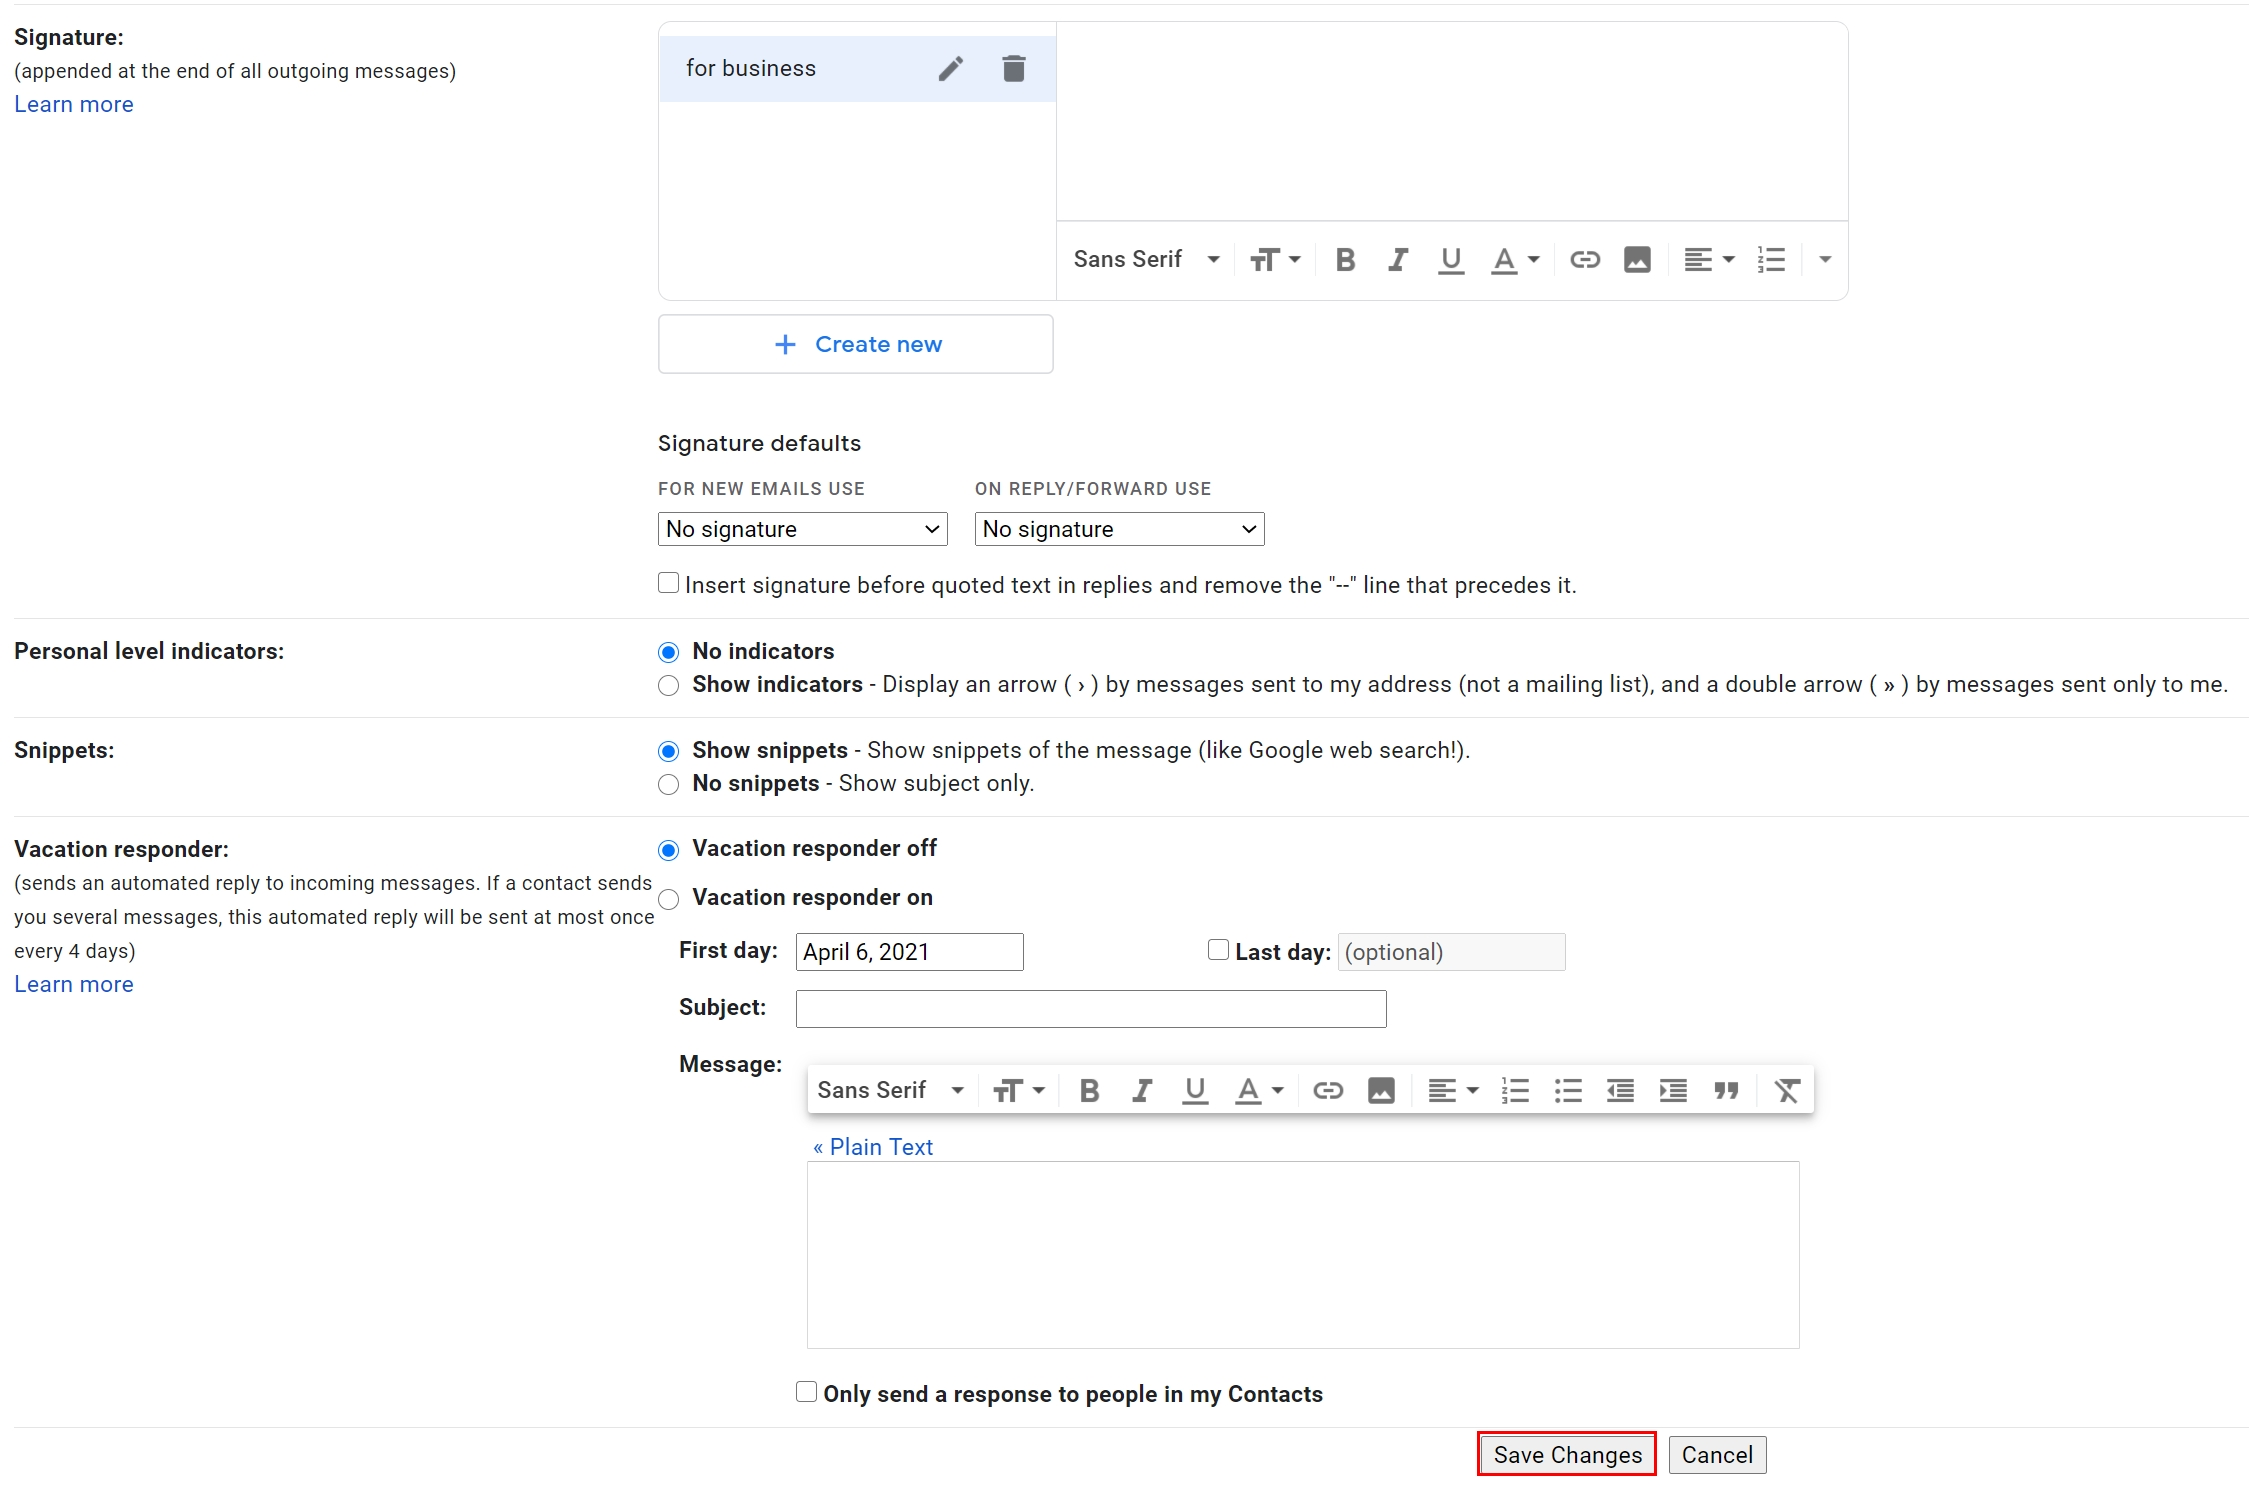 Signature:
(appended at the end of all outgoing messages)
Learn more
for business
Sans Serif
Create new
Signature defaults
FOR NEW EMAILS USE
ON REPLY/FORWARD USE
No signature
No signature
Insert signature before quoted text in replies and remove the "--" line that precedes it.
Personal level indicators:
No indicators
Show indicators - Display an arrow ( › ) by messages sent to my address (not a mailing list), and a double arrow ( » ) by messages sent only to me.
Snippets:
Show snippets - Show snippets of the message (like Google web search!).
No snippets - Show subject only.
Vacation responder:
(sends an automated reply to incoming messages. If a contact sends
you several messages, this automated reply will be sent at most once
every 4 days)
Learn more
Vacation responder off
Vacation responder on
First day: April 6, 2021
Last day: (optional)
Subject:
Message:
Sans Serif
« Plain Text
Only send a response to people in my Contacts
Save Changes
Cancel